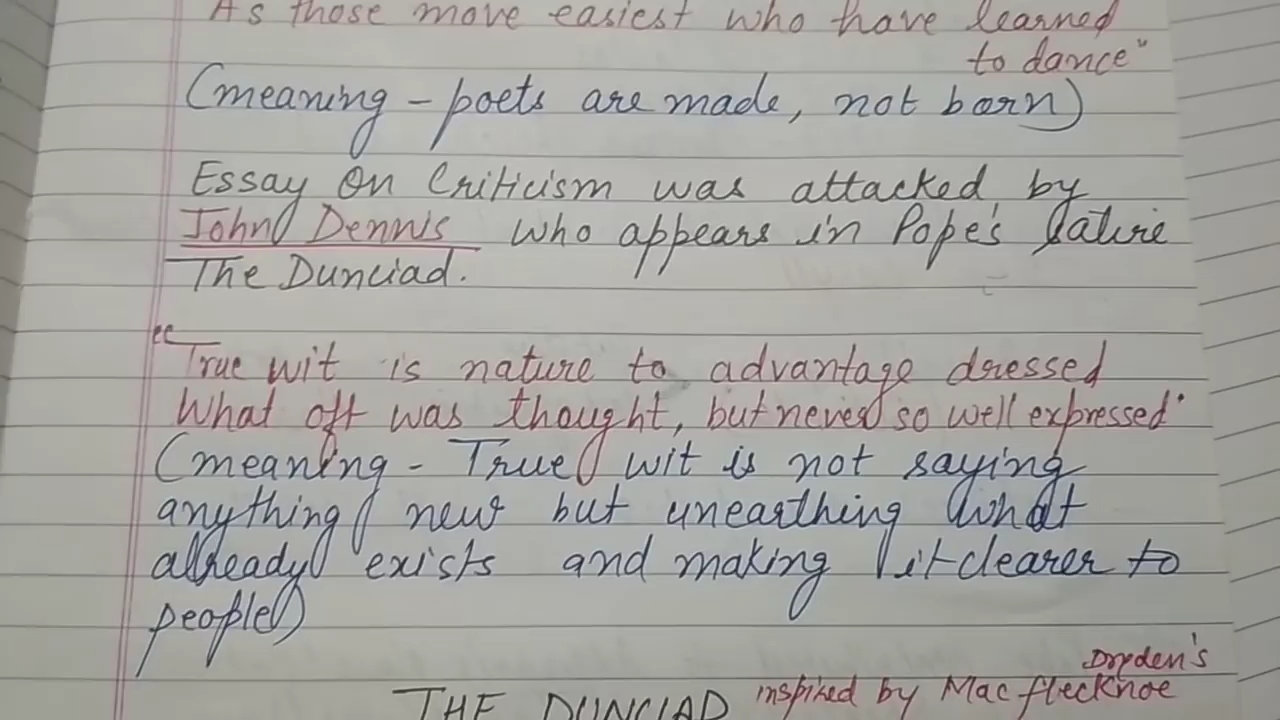 As those move easiest who have learned
to dance"
(meaning - poets are made, not born)
Essay On Criticism was attacked by
John Dennis who appears in Pope's Satire
The Dunciad.
"True wit is nature to advantage dressed
What oft was thought, but never so well expressed"
(meaning - True wit is not saying
anything new but unearthing what
already exists and making it clearer to
people)
Dryden's
THE DUNCIAD inspired by Mac flecknoe